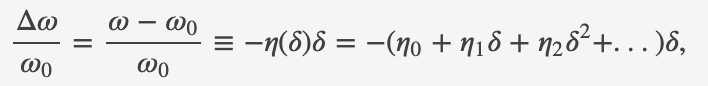 Δω/ω₀ = (ω − ω₀)/ω₀ ≡ −η(δ)δ = −(η₀ + η₁δ + η₂δ² + . . . )δ,